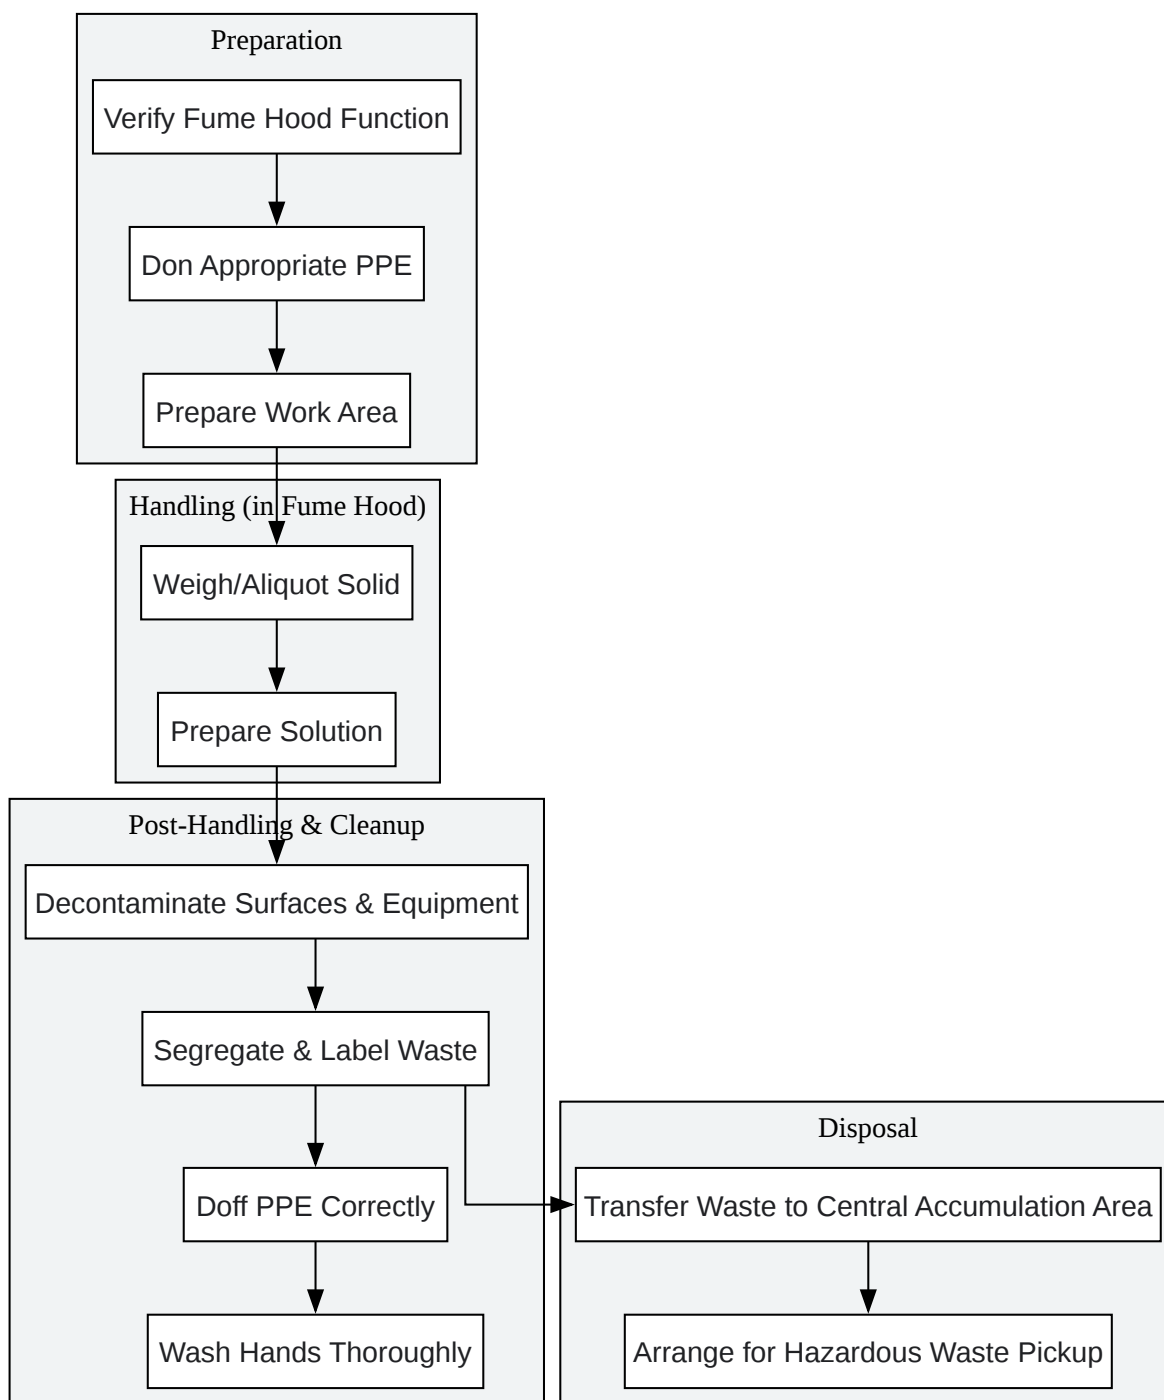 Preparation
Verify Fume Hood Function
Don Appropriate PPE
Prepare Work Area
Handling (in Fume Hood)
Weigh/Aliquot Solid
Prepare Solution
Post-Handling & Cleanup
Decontaminate Surfaces & Equipment
Segregate & Label Waste
Doff PPE Correctly
Wash Hands Thoroughly
Disposal
Transfer Waste to Central Accumulation Area
Arrange for Hazardous Waste Pickup